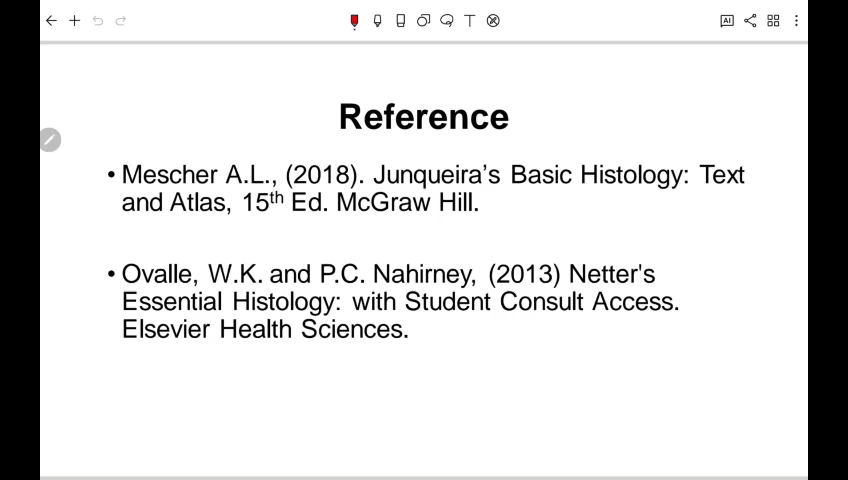 AI
T
Reference
• Mescher A.L., (2018). Junqueira’s Basic Histology: Text
and Atlas, 15th Ed. McGraw Hill.
• Ovalle, W.K. and P.C. Nahirney, (2013) Netter's
Essential Histology: with Student Consult Access.
Elsevier Health Sciences.